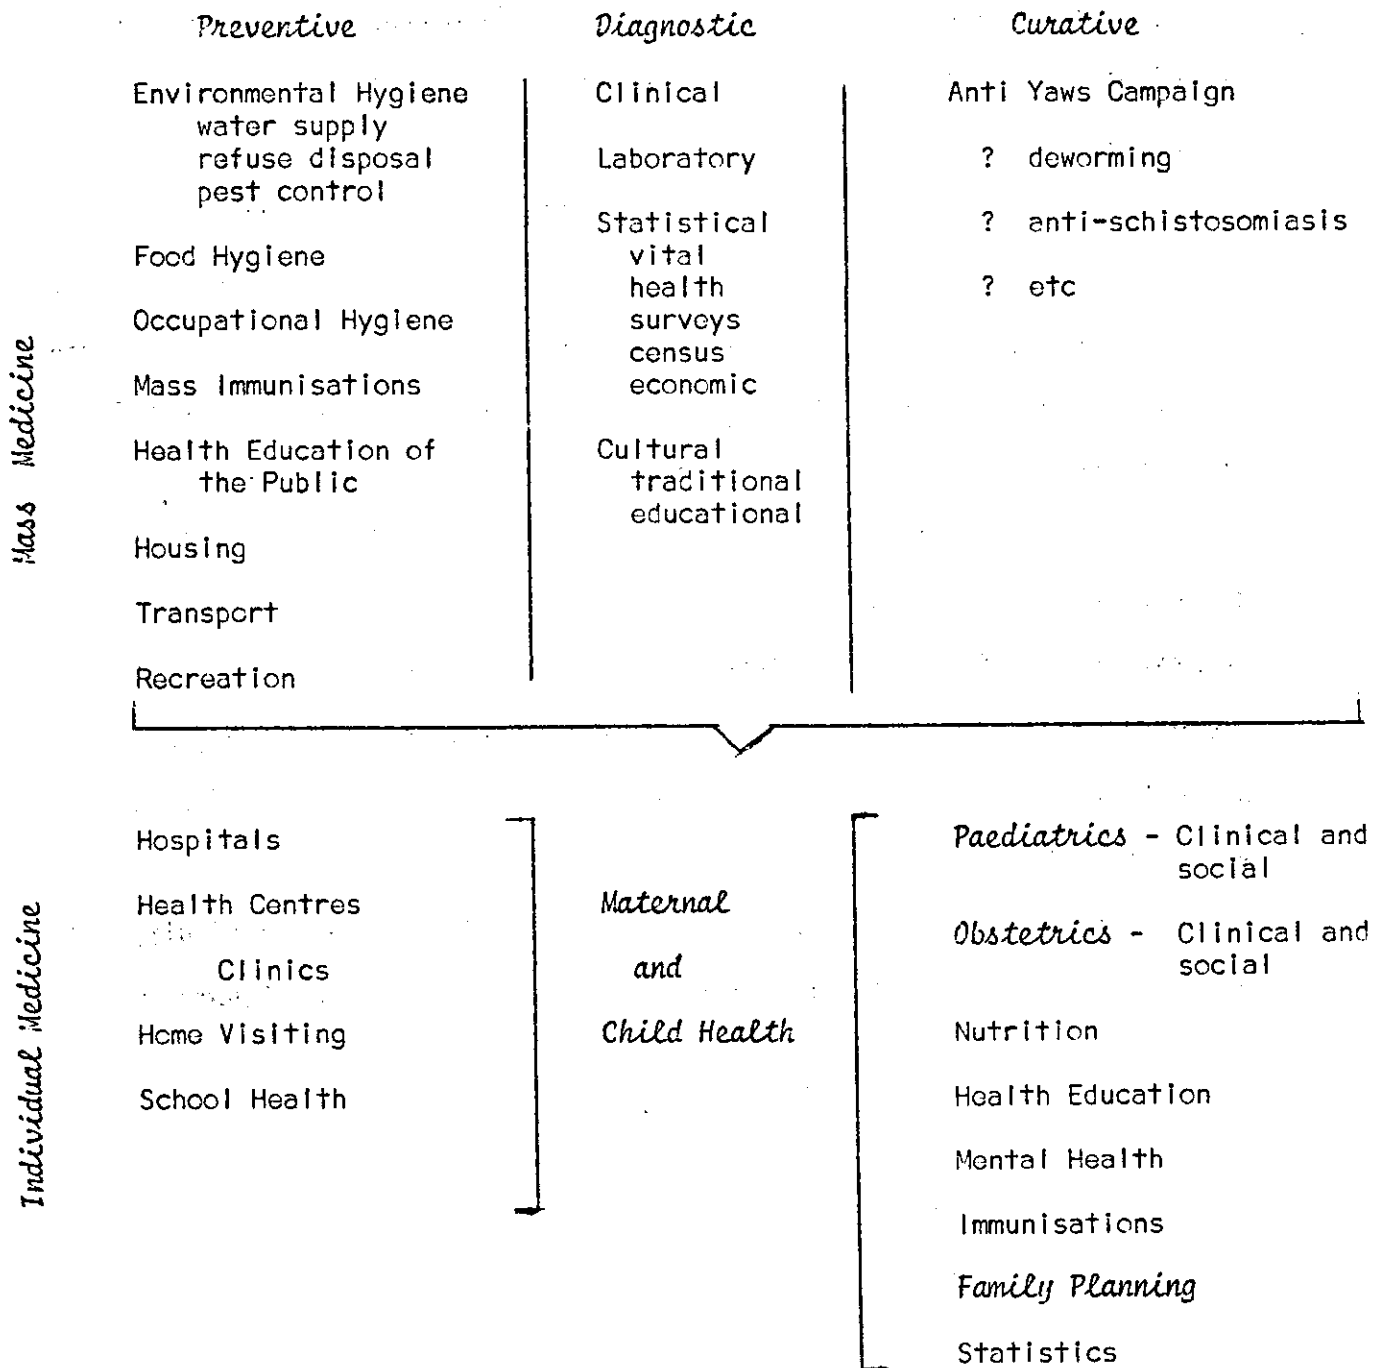 Preventive
Diagnostic
Curative
Mass Medicine
Environmental Hygiene
water supply
refuse disposal
pest control
Food Hygiene
Occupational Hygiene
Mass Immunisations
Health Education of
the Public
Housing
Transport
Recreation
Clinical
Laboratory
Statistical
vital
health
surveys
census
economic
Cultural
traditional
educational
Anti Yaws Campaign
? deworming
? anti-schistosomiasis
? etc
Individual Medicine
Hospitals
Health Centres
Clinics
Home Visiting
School Health
Maternal
and
Child Health
Paediatrics - Clinical and
social
Obstetrics - Clinical and
social
Nutrition
Health Education
Mental Health
Immunisations
Family Planning
Statistics